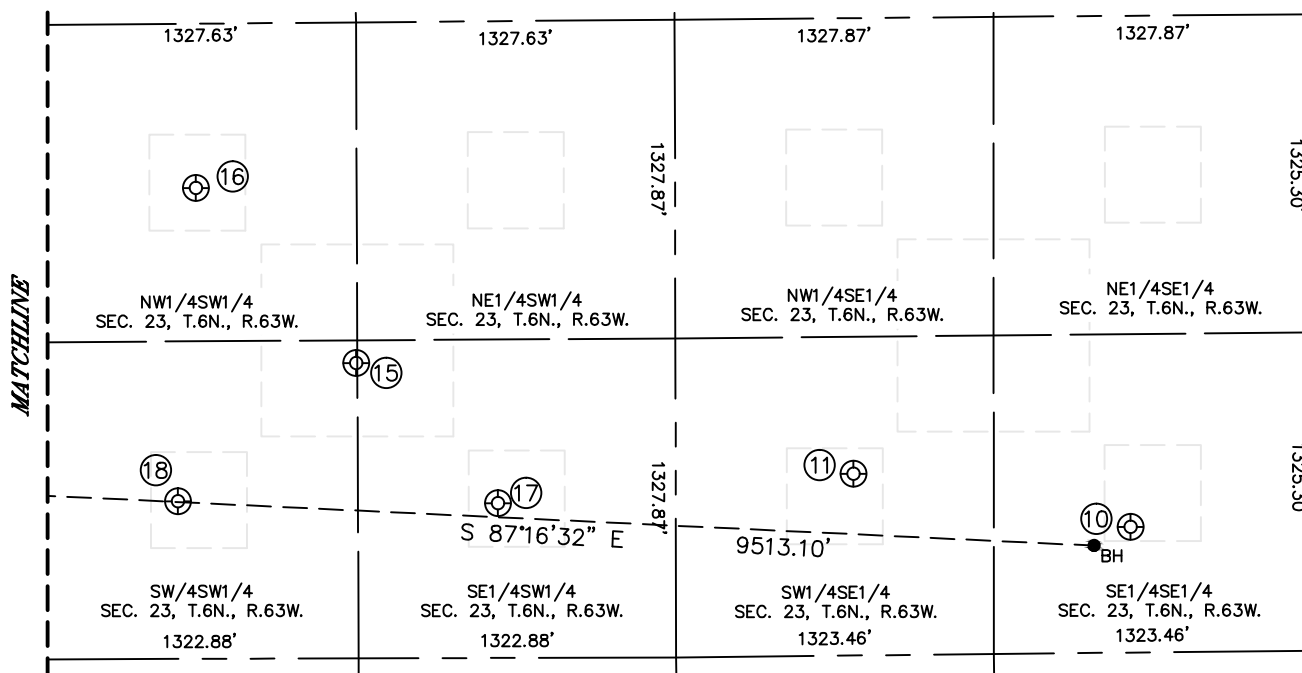 1327.63'
1327.63'
1327.87'
1327.87'
1327.87'
1325.30'
16
MATCHLINE
NW1/4SW1/4
SEC. 23, T.6N., R.63W.
NE1/4SW1/4
SEC. 23, T.6N., R.63W.
NW1/4SE1/4
SEC. 23, T.6N., R.63W.
NE1/4SE1/4
SEC. 23, T.6N., R.63W.
15
18
17
11
10
1327.87'
1325.30'
S 87°16'32" E
9513.10'
BH
SW/4SW1/4
SEC. 23, T.6N., R.63W.
1322.88'
SE1/4SW1/4
SEC. 23, T.6N., R.63W.
1322.88'
SW1/4SE1/4
SEC. 23, T.6N., R.63W.
1323.46'
SE1/4SE1/4
SEC. 23, T.6N., R.63W.
1323.46'